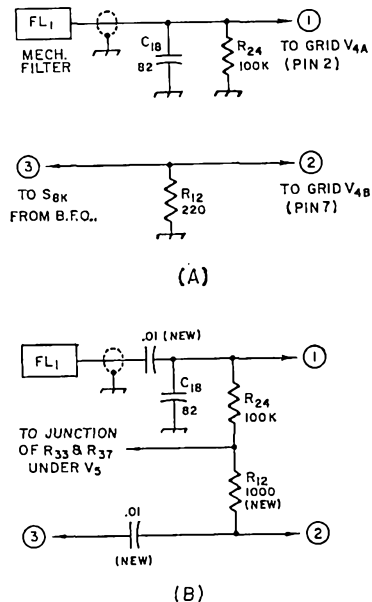 FL1
MECH.
FILTER
C18
82
R24
100K
1
TO GRID V4A
(PIN 2)
3
TO S8K
FROM B.F.O..
R12
220
2
TO GRID V4B
(PIN7)
(A)
.01 (NEW)
FL1
1
C18
82
R24
100K
TO JUNCTION
OF R33 & R37
UNDER V5
R12
1000
(NEW)
3
.01
(NEW)
2
(B)